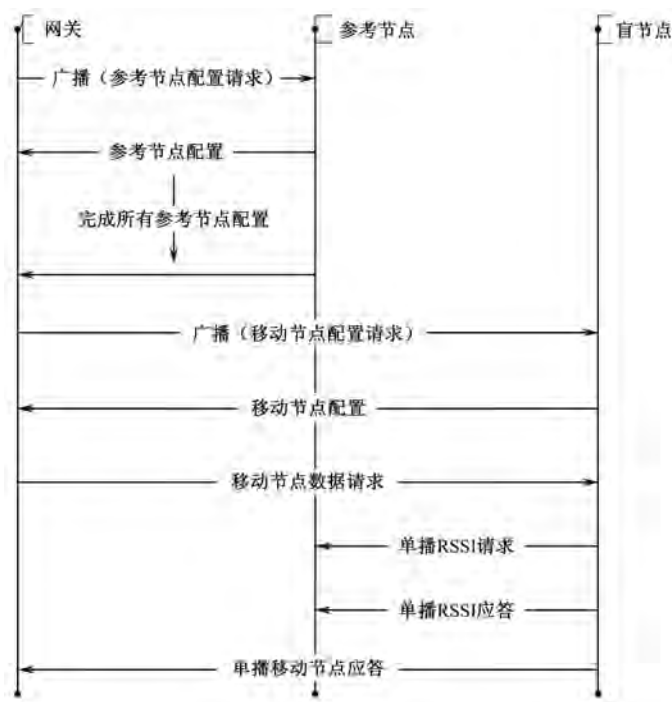 网关
参考节点
盲节点
广播（参考节点配置请求）
参考节点配置
完成所有参考节点配置
广播（移动节点配置请求）
移动节点配置
移动节点数据请求
单播RSSI请求
单播RSSI应答
单播移动节点应答